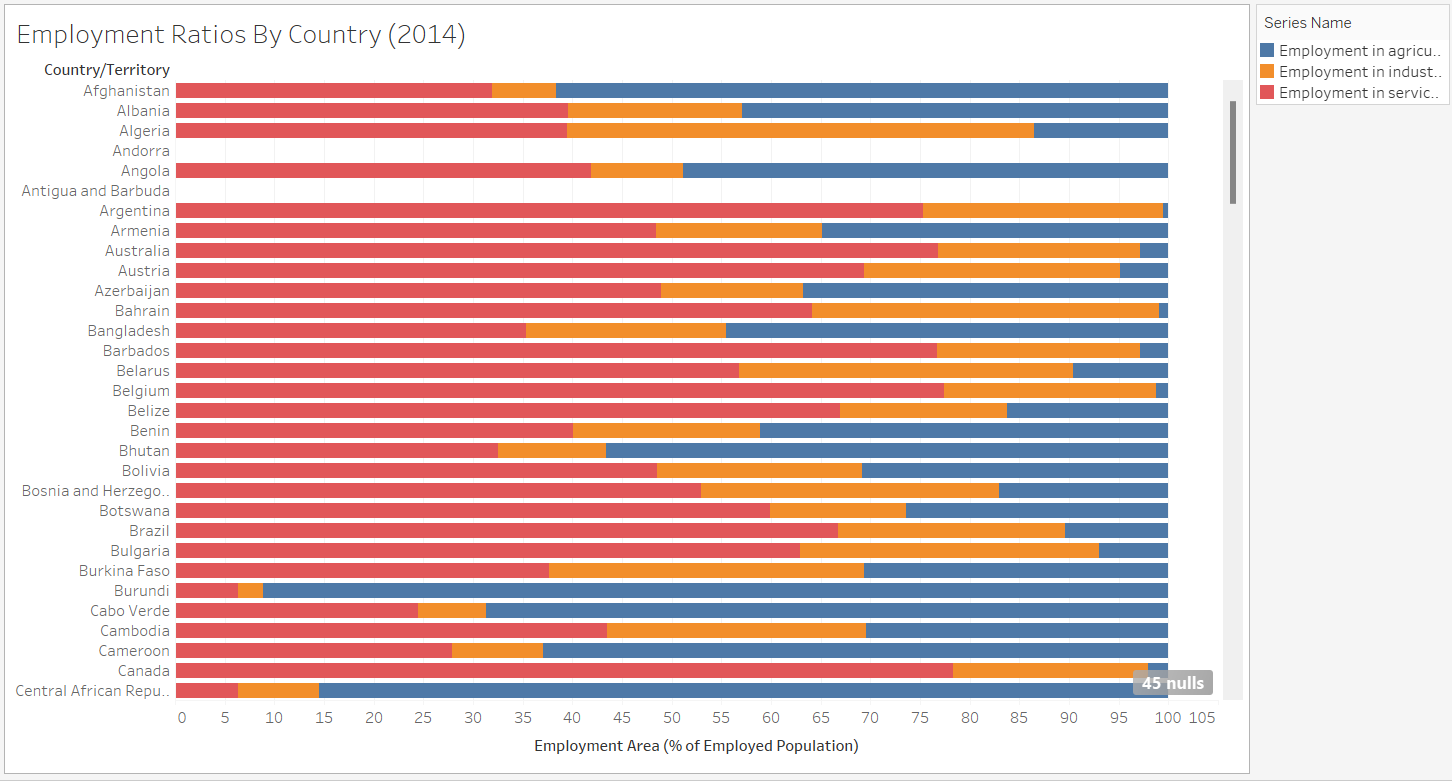 Employment Ratios By Country (2014)
Series Name
Employment in agricu..
Employment in indust..
Employment in servic..
Country/Territory
Afghanistan
Albania
Algeria
Andorra
Angola
Antigua and Barbuda
Argentina
Armenia
Australia
Austria
Azerbaijan
Bahrain
Bangladesh
Barbados
Belarus
Belgium
Belize
Benin
Bhutan
Bolivia
Bosnia and Herzego..
Botswana
Brazil
Bulgaria
Burkina Faso
Burundi
Cabo Verde
Cambodia
Cameroon
Canada
Central African Repu..
45 nulls
0 5 10 15 20 25 30 35 40 45 50 55 60 65 70 75 80 85 90 95 100 105
Employment Area (% of Employed Population)